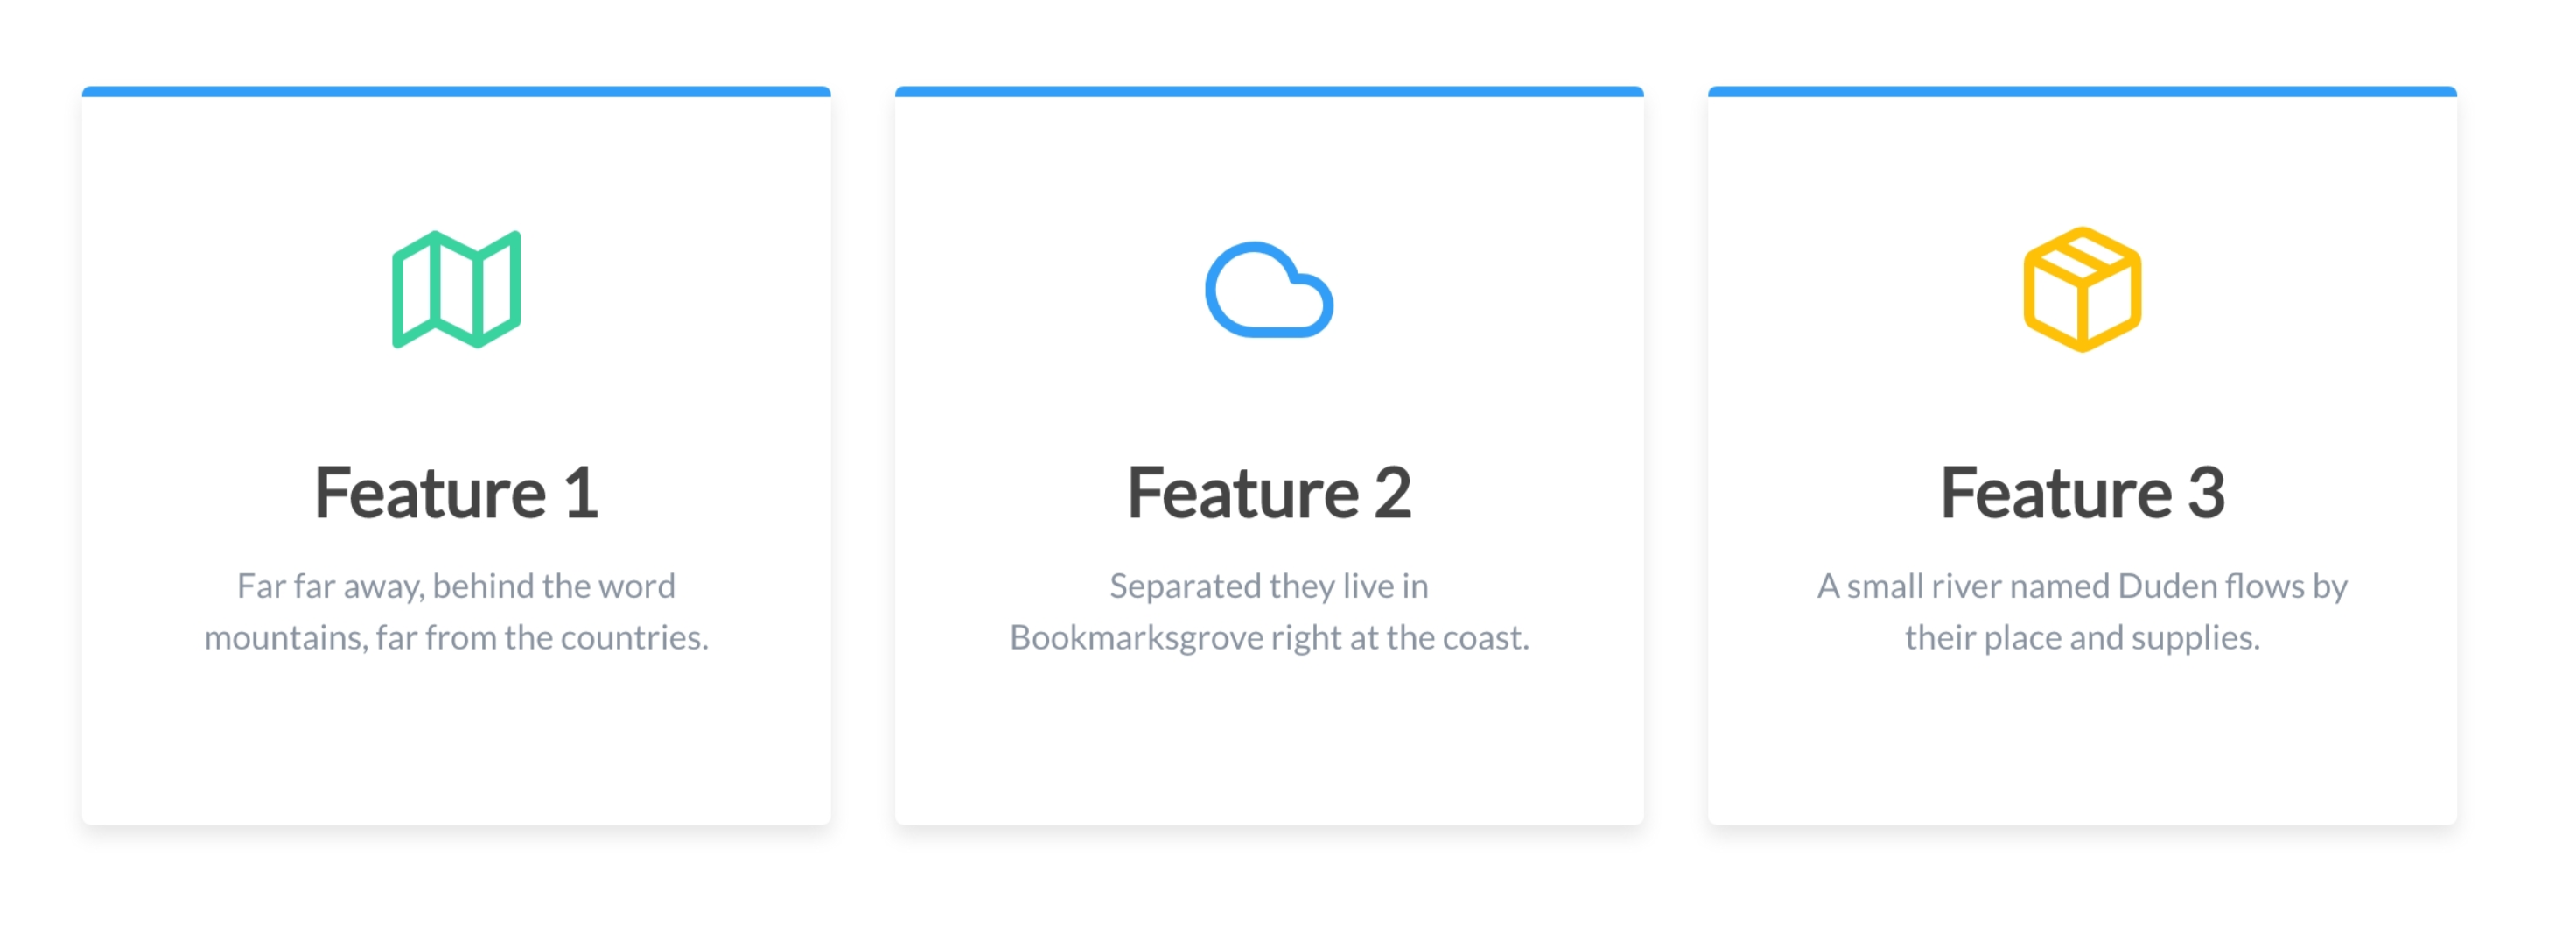 Feature 1
Far far away, behind the word
mountains, far from the countries.
Feature 2
Separated they live in
Bookmarksgrove right at the coast.
Feature 3
A small river named Duden flows by
their place and supplies.